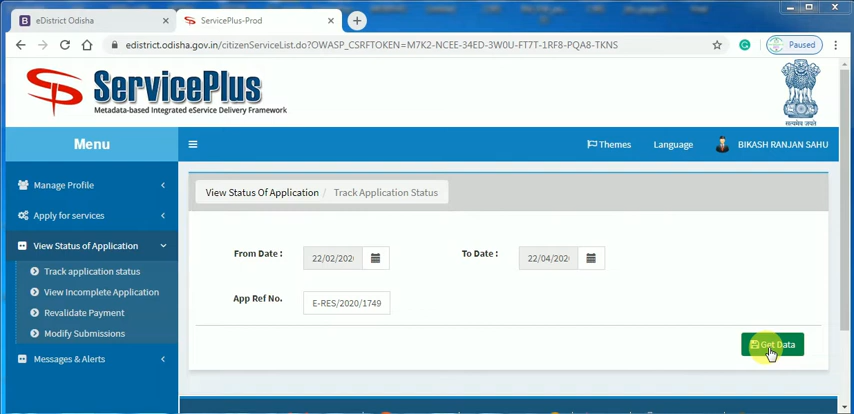 eDistrict Odisha
ServicePlus-Prod
edistrict.odisha.gov.in/citizenServiceList.do?OWASP_CSRFTOKEN=M7K2-NCEE-34ED-3W0U-FT7T-1RF8-PQA8-TKNS
Paused
ServicePlus
Metadata-based Integrated eService Delivery Framework
सत्यमेव जयते
Menu
Themes
Language
BIKASH RANJAN SAHU
Manage Profile
Apply for services
View Status of Application
Track application status
View Incomplete Application
Revalidate Payment
Modify Submissions
Messages & Alerts
View Status Of Application / Track Application Status
From Date :
22/02/202
To Date :
22/04/202
App Ref No.
E-RES/2020/1749
Get Data